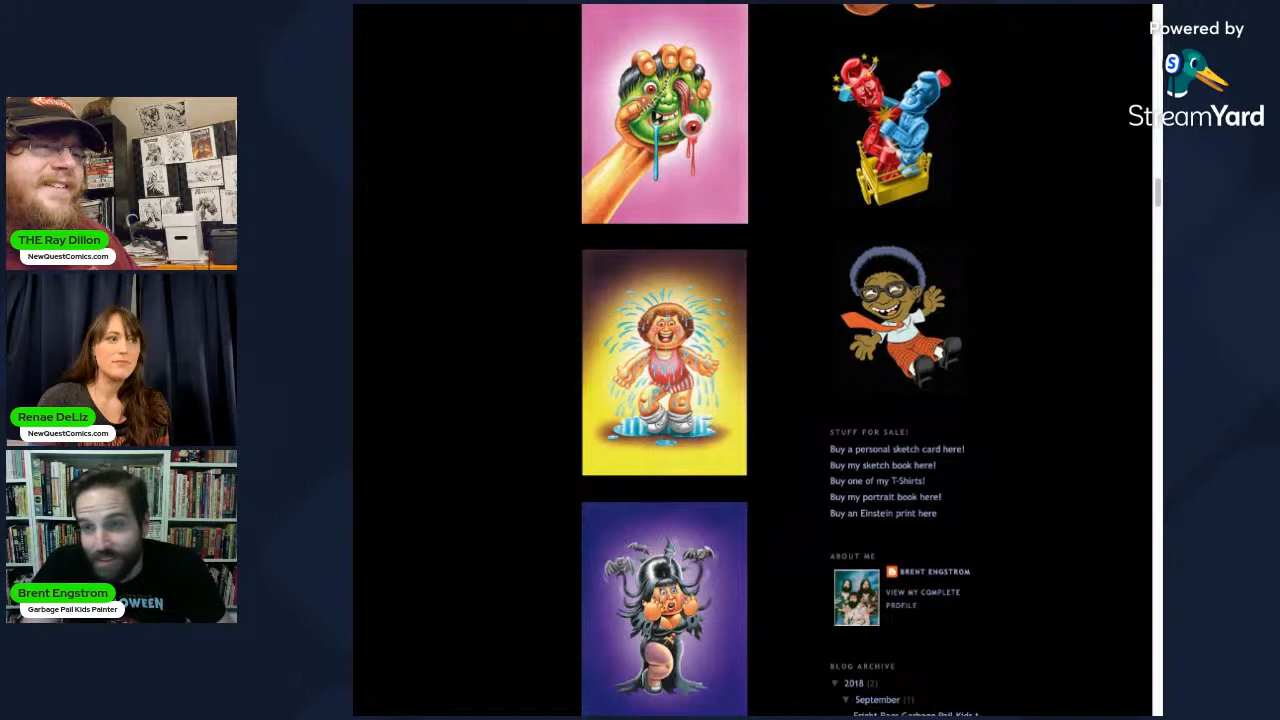 Powered by
StreamYard
THE Ray Dillon
NewQuestComics.com
Renae DeLiz
NewQuestComics.com
Brent Engstrom
Garbage Pail Kids Painter
STUFF FOR SALE!
Buy a personal sketch card here!
Buy my sketch book here!
Buy one of my T-Shirts!
Buy my portrait book here!
Buy an Einstein print here
ABOUT ME
BRENT ENGSTROM
VIEW MY COMPLETE
PROFILE
BLOG ARCHIVE
▼ 2018 (2)
▼ September (1)